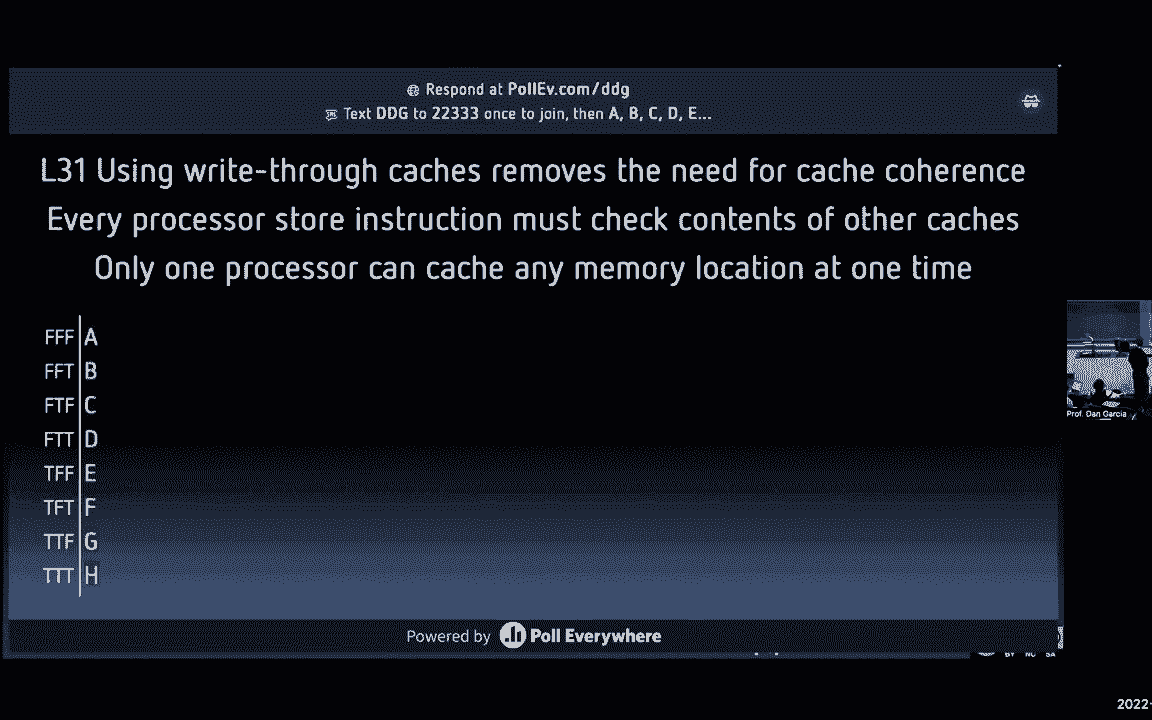 Respond at PollEv.com/ddg
Text DDG to 22333 once to join, then A, B, C, D, E...
L31 Using write-through caches removes the need for cache coherence
Every processor store instruction must check contents of other caches
Only one processor can cache any memory location at one time
FFF A
FFT B
FTF C
FTT D
TFF E
TFT F
TTF G
TTT H
Prof. Dan Garcia
Powered by Poll Everywhere
BY NC SA
2022-